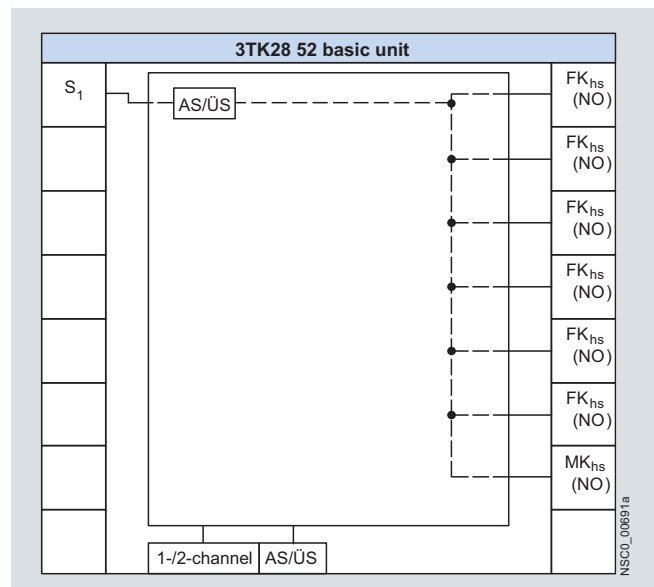 3TK28 52 basic unit
S1
AS/ÜS
FKhs
(NO)
FKhs
(NO)
FKhs
(NO)
FKhs
(NO)
FKhs
(NO)
FKhs
(NO)
MKhs
(NO)
1-/2-channel
AS/ÜS
NSC0_00691a